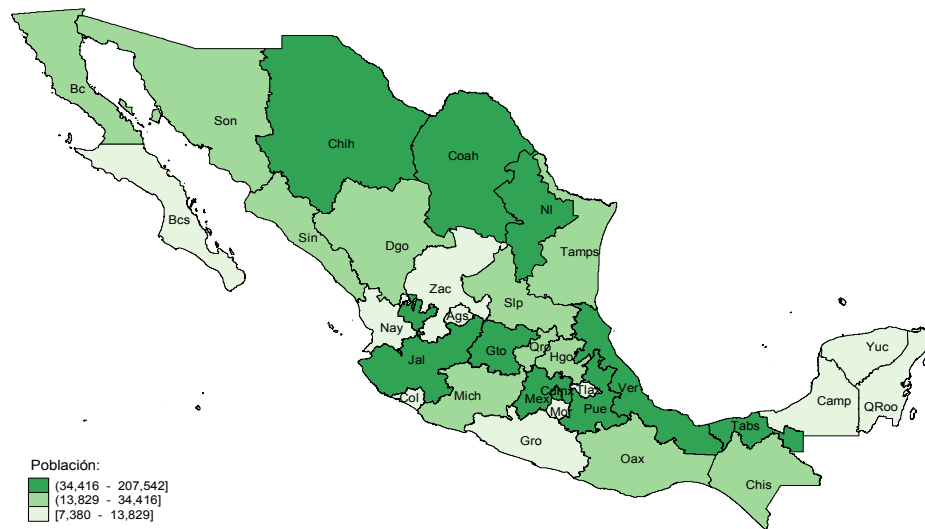 Bc
Son
Chih
Coah
Nl
Bcs
Sin
Dgo
Tamps
Zac
Slp
Ags
Nay
Yuc
Qro
Gto
Hgo
Jal
Cdmx
Tlax
Ver
Col
Mich
Mex
Camp
QRoo
Mor
Pue
Tabs
Gro
Oax
Chis
Población:
(34,416 - 207,542]
(13,829 - 34,416]
[7,380 - 13,829]